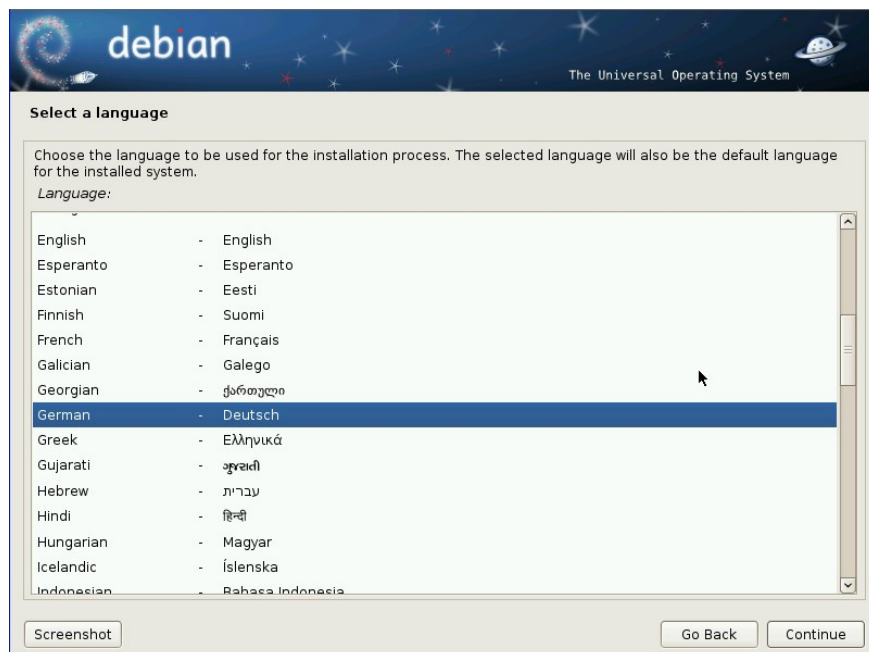 debian
The Universal Operating System
Select a language
Choose the language to be used for the installation process. The selected language will also be the default language
for the installed system.
Language:
English - English
Esperanto - Esperanto
Estonian - Eesti
Finnish - Suomi
French - Français
Galician - Galego
Georgian - ქართული
German - Deutsch
Greek - Ελληνικά
Gujarati - ગુજરાતી
Hebrew - עברית
Hindi - हिन्दी
Hungarian - Magyar
Icelandic - Íslenska
Indonesian - Bahasa Indonesia
Screenshot Go Back Continue